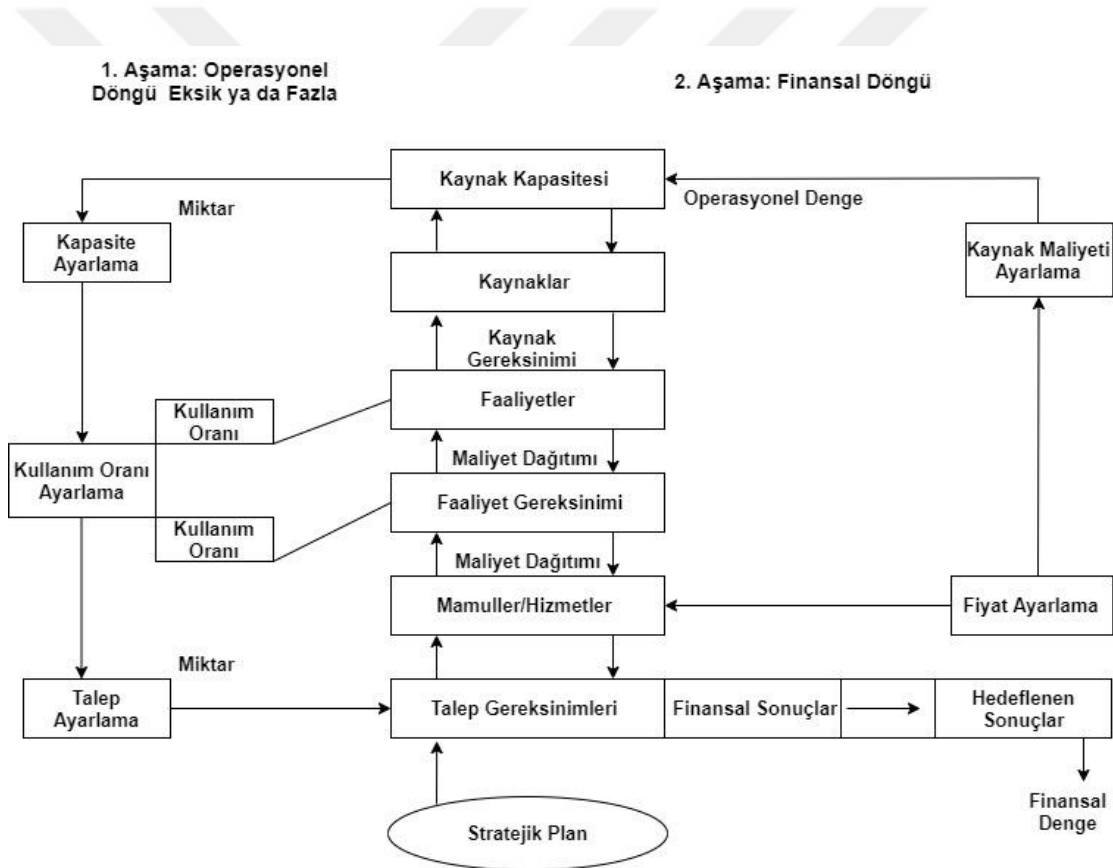 1. Aşama: Operasyonel
Döngü Eksik ya da Fazla
2. Aşama: Finansal Döngü
Kaynak Kapasitesi
Miktar
Operasyonel Denge
Kapasite
Ayarlama
Kaynak Maliyeti
Ayarlama
Kaynaklar
Kaynak
Gereksinimi
Faaliyetler
Kullanım
Oranı
Maliyet Dağıtımı
Kullanım Oranı
Ayarlama
Faaliyet Gereksinimi
Kullanım
Oranı
Maliyet Dağıtımı
Mamuller/Hizmetler
Fiyat Ayarlama
Miktar
Talep
Ayarlama
Talep Gereksinimleri
Finansal Sonuçlar
Hedeflenen
Sonuçlar
Finansal
Denge
Stratejik Plan